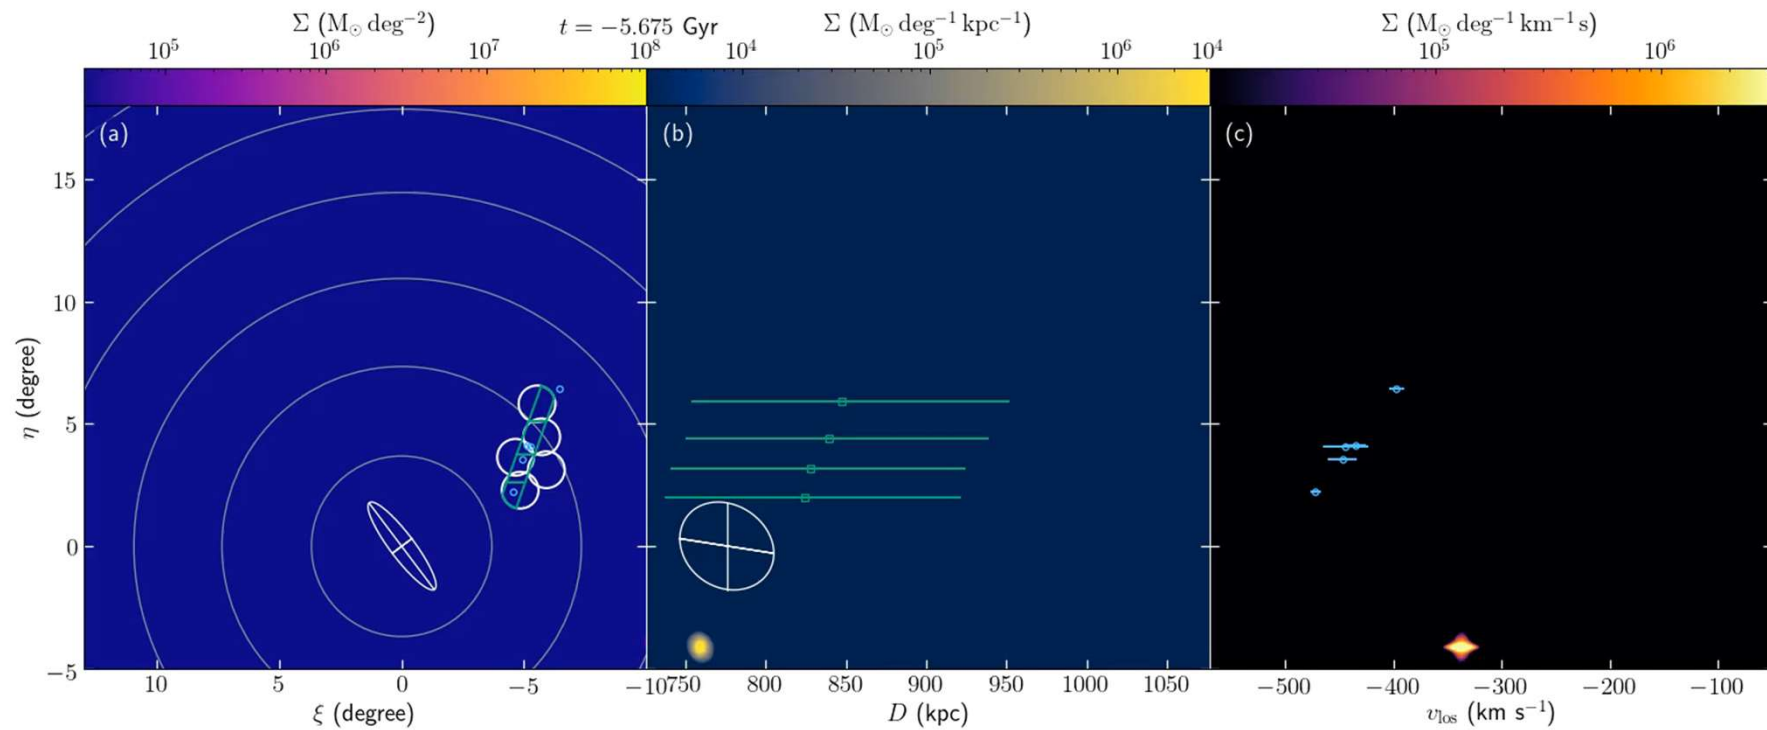 Σ (M⊙ deg⁻²) t = −5.675 Gyr Σ (M⊙ deg⁻¹ kpc⁻¹) Σ (M⊙ deg⁻¹ km⁻¹ s)
10⁵ 10⁶ 10⁷ 10⁸ 10⁴ 10⁵ 10⁶ 10⁴ 10⁵ 10⁶
(a) (b) (c)
15
10
5
0
−5
η (degree)
10 5 0 −5 −10 750 800 850 900 950 1000 1050 −500 −400 −300 −200 −100
ξ (degree) D (kpc) v_los (km s⁻¹)